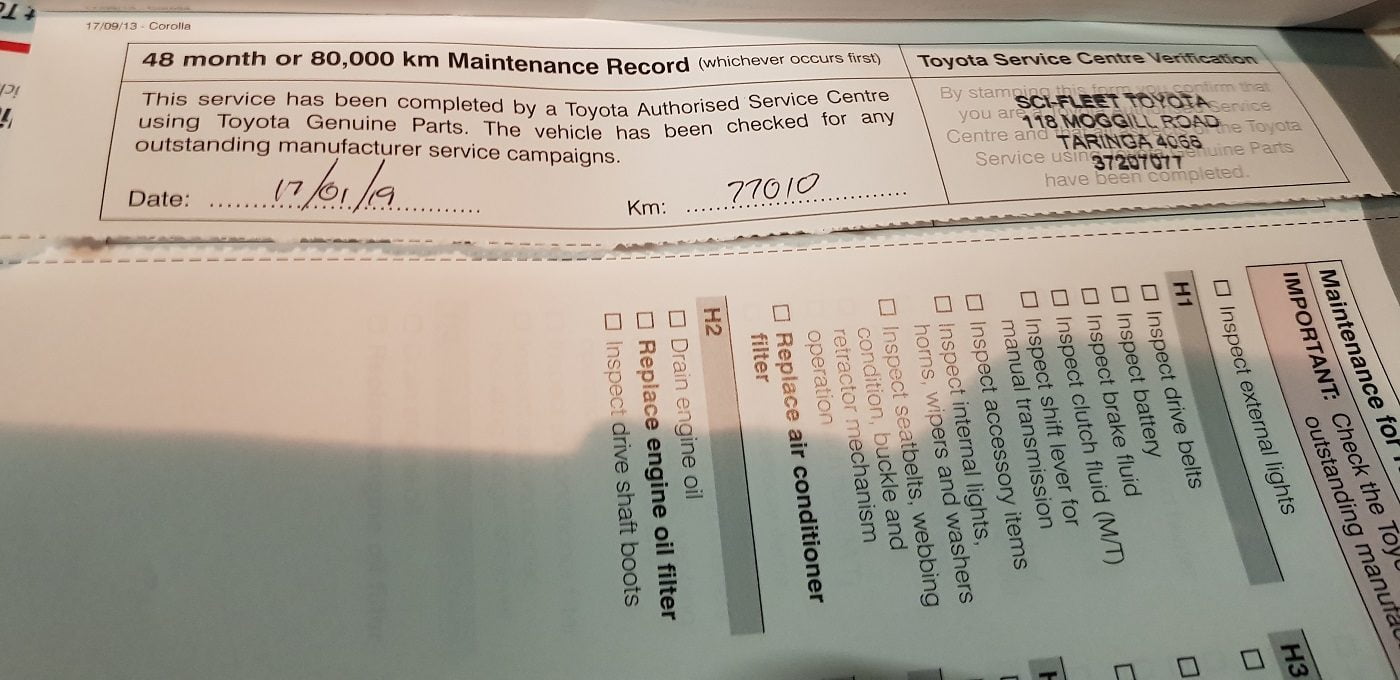 17/09/13 - Corolla
48 month or 80,000 km Maintenance Record (whichever occurs first)
This service has been completed by a Toyota Authorised Service Centre
using Toyota Genuine Parts. The vehicle has been checked for any
outstanding manufacturer service campaigns.
Date: 17/01/19
Km: 77010
Toyota Service Centre Verification
By stamping this form you confirm that
you are Service
Centre and the Toyota
Service using Genuine Parts
have been completed.
SCI-FLEET TOYOTA
118 MOGGILL ROAD
TARINGA 4068
37207077
Maintenance for
IMPORTANT: Check the
outstanding
☐ Inspect external lights
H1
☐ Inspect drive belts
☐ Inspect battery
☐ Inspect brake fluid
☐ Inspect clutch fluid (M/T)
☐ Inspect shift lever for
manual transmission
☐ Inspect accessory items
☐ Inspect internal lights,
horns, wipers and washers
☐ Inspect seatbelts, webbing
condition, buckle and
retractor mechanism
operation
☐ Replace air conditioner
filter
H2
☐ Drain engine oil
☐ Replace engine oil filter
☐ Inspect drive shaft boots
H3